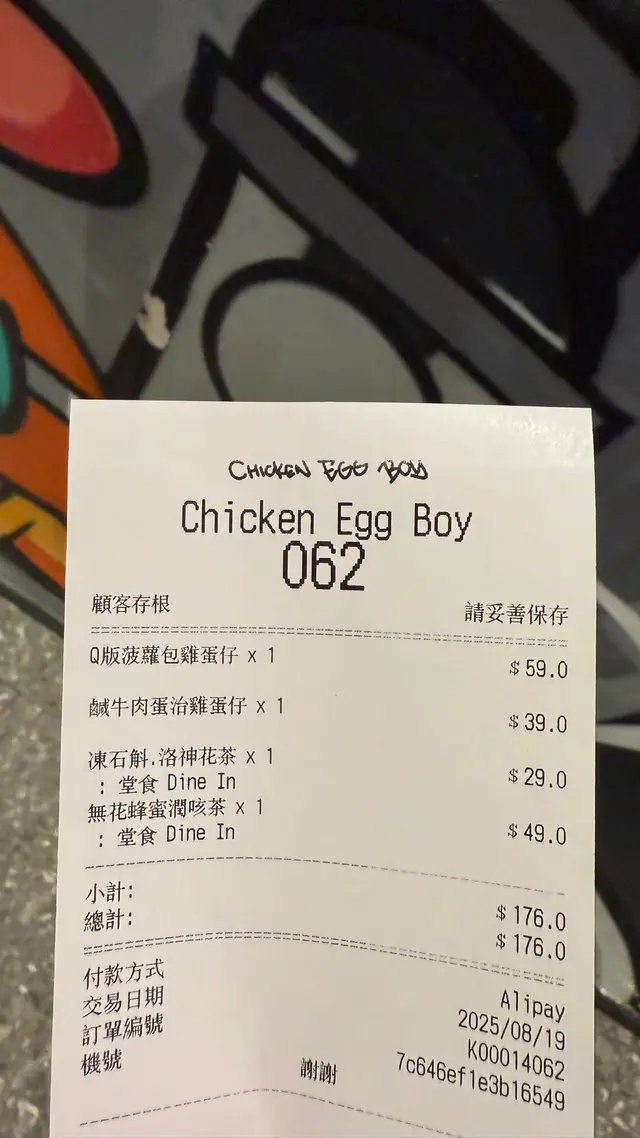 CHICKEN EGG BOY
Chicken Egg Boy
062
顧客存根 請妥善保存
Q版菠蘿包雞蛋仔 x 1 $59.0
鹹牛肉蛋治雞蛋仔 x 1 $39.0
凍石斛.洛神花茶 x 1 $29.0
: 堂食 Dine In
無花蜂蜜潤咳茶 x 1 $49.0
: 堂食 Dine In
小計: $176.0
總計: $176.0
付款方式 Alipay
交易日期 2025/08/19
訂單編號 K00014062
機號 7c646ef1e3b16549
謝謝